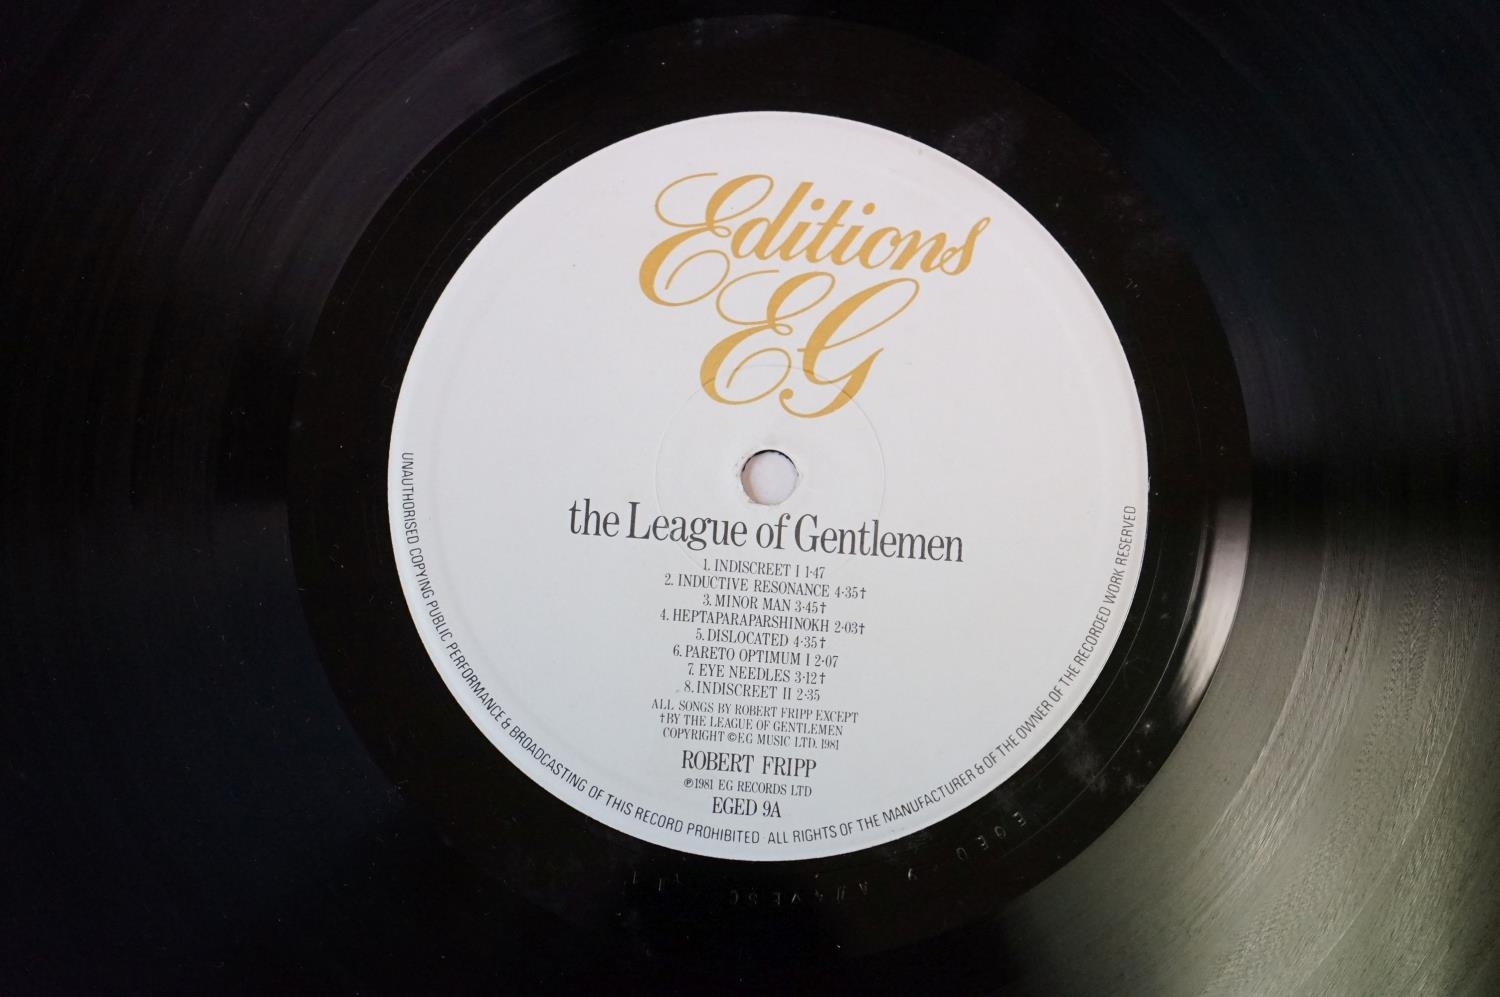 Editions
EG
the League of Gentlemen
1. INDISCREET I 1·47
2. INDUCTIVE RESONANCE 4·35†
3. MINOR MAN 3·45†
4. HEPTAPARAPARSHINOKH 2·03†
5. DISLOCATED 4·35†
6. PARETO OPTIMUM I 2·07
7. EYE NEEDLES 3·12†
8. INDISCREET II 2·35
ALL SONGS BY ROBERT FRIPP EXCEPT
†BY THE LEAGUE OF GENTLEMEN
COPYRIGHT ©EG MUSIC LTD. 1981
ROBERT FRIPP
℗1981 EG RECORDS LTD
EGED 9A
UNAUTHORISED COPYING PUBLIC PERFORMANCE & BROADCASTING OF THIS RECORD PROHIBITED ALL RIGHTS OF THE MANUFACTURER & OF THE OWNER OF THE RECORDED WORK RESERVED